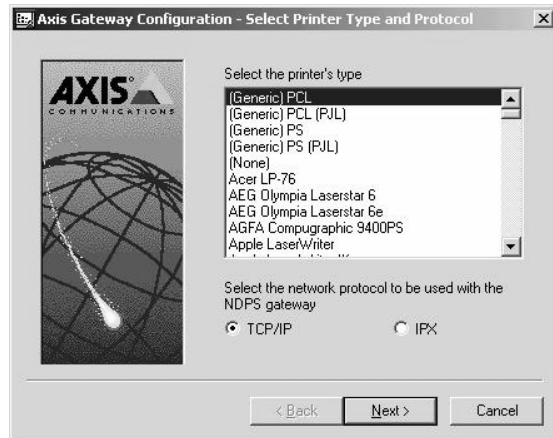 Axis Gateway Configuration - Select Printer Type and Protocol
AXIS
COMMUNICATIONS
Select the printer's type
(Generic) PCL
(Generic) PCL (PJL)
(Generic) PS
(Generic) PS (PJL)
(None)
Acer LP-76
AEG Olympia Laserstar 6
AEG Olympia Laserstar 6e
AGFA Compugraphic 9400PS
Apple LaserWriter
Select the network protocol to be used with the
NDPS gateway
TCP/IP
IPX
< Back
Next >
Cancel